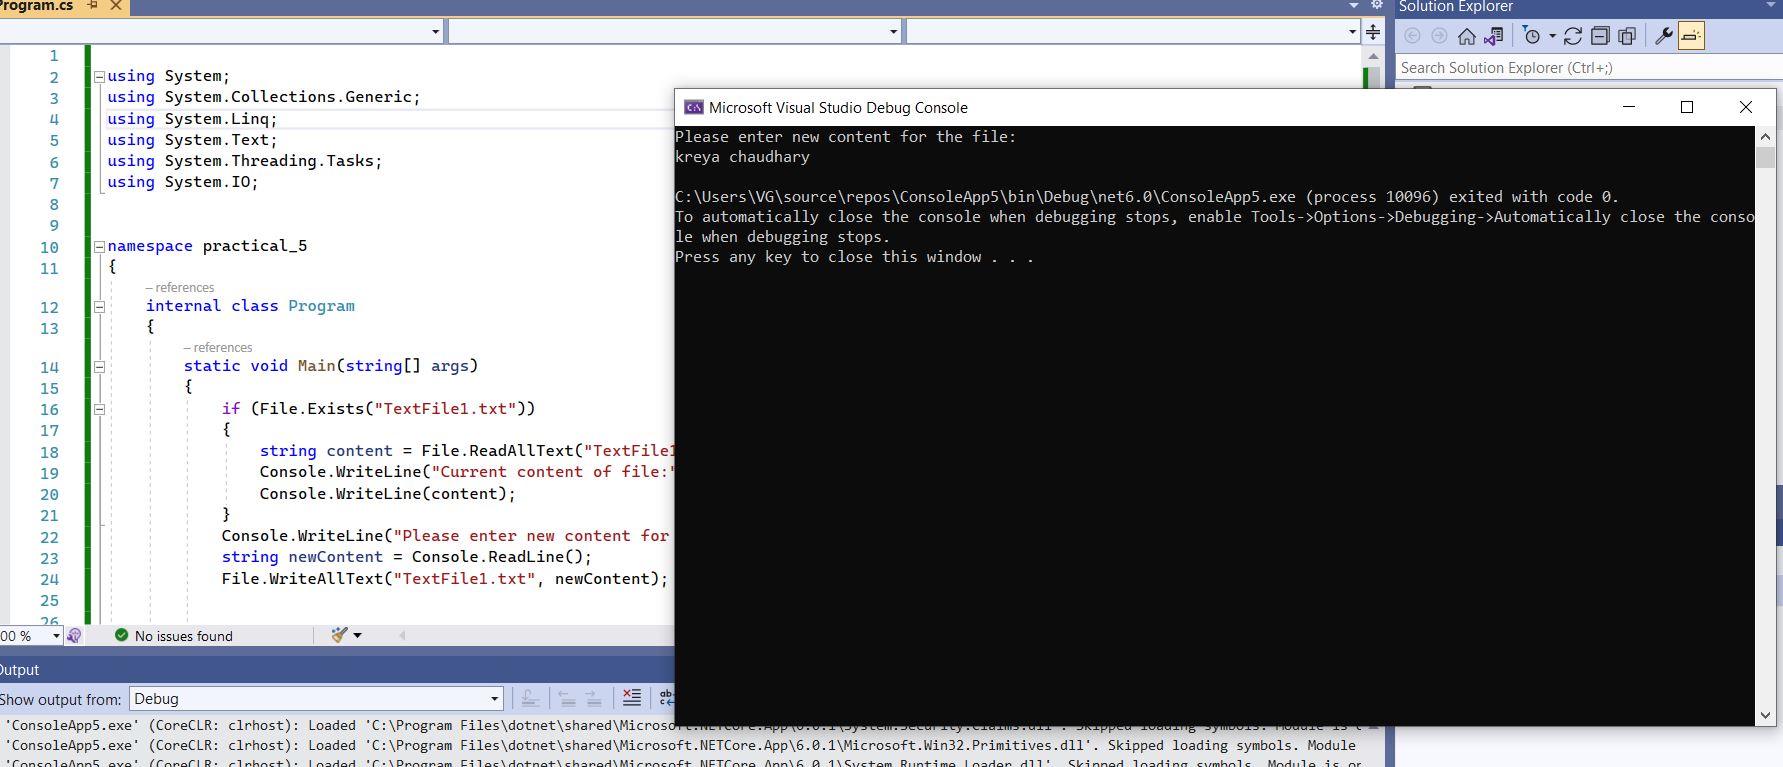 Program.cs
Solution Explorer
Search Solution Explorer (Ctrl+;)
1
2 using System;
3 using System.Collections.Generic;
4 using System.Linq;
5 using System.Text;
6 using System.Threading.Tasks;
7 using System.IO;
8
9
10 namespace practical_5
11 {
– references
12 internal class Program
13 {
– references
14 static void Main(string[] args)
15 {
16 if (File.Exists("TextFile1.txt"))
17 {
18 string content = File.ReadAllText("TextFile1
19 Console.WriteLine("Current content of file:"
20 Console.WriteLine(content);
21 }
22 Console.WriteLine("Please enter new content for
23 string newContent = Console.ReadLine();
24 File.WriteAllText("TextFile1.txt", newContent);
25
26
Microsoft Visual Studio Debug Console
Please enter new content for the file:
kreya chaudhary
C:\Users\VG\source\repos\ConsoleApp5\bin\Debug\net6.0\ConsoleApp5.exe (process 10096) exited with code 0.
To automatically close the console when debugging stops, enable Tools->Options->Debugging->Automatically close the conso
le when debugging stops.
Press any key to close this window . . .
00 % No issues found
Output
Show output from: Debug
'ConsoleApp5.exe' (CoreCLR: clrhost): Loaded 'C:\Program Files\dotnet\shared\Microsoft.NETCore.App\6.0.1\System.Security.Claims.dll'. Skipped loading symbols. Module is
'ConsoleApp5.exe' (CoreCLR: clrhost): Loaded 'C:\Program Files\dotnet\shared\Microsoft.NETCore.App\6.0.1\Microsoft.Win32.Primitives.dll'. Skipped loading symbols. Module
'ConsoleApp5.exe' (CoreCLR: clrhost): Loaded 'C:\Program Files\dotnet\shared\Microsoft.NETCore.App\6.0.1\System.Runtime.Loader.dll'. Skipped loading symbols. Module is